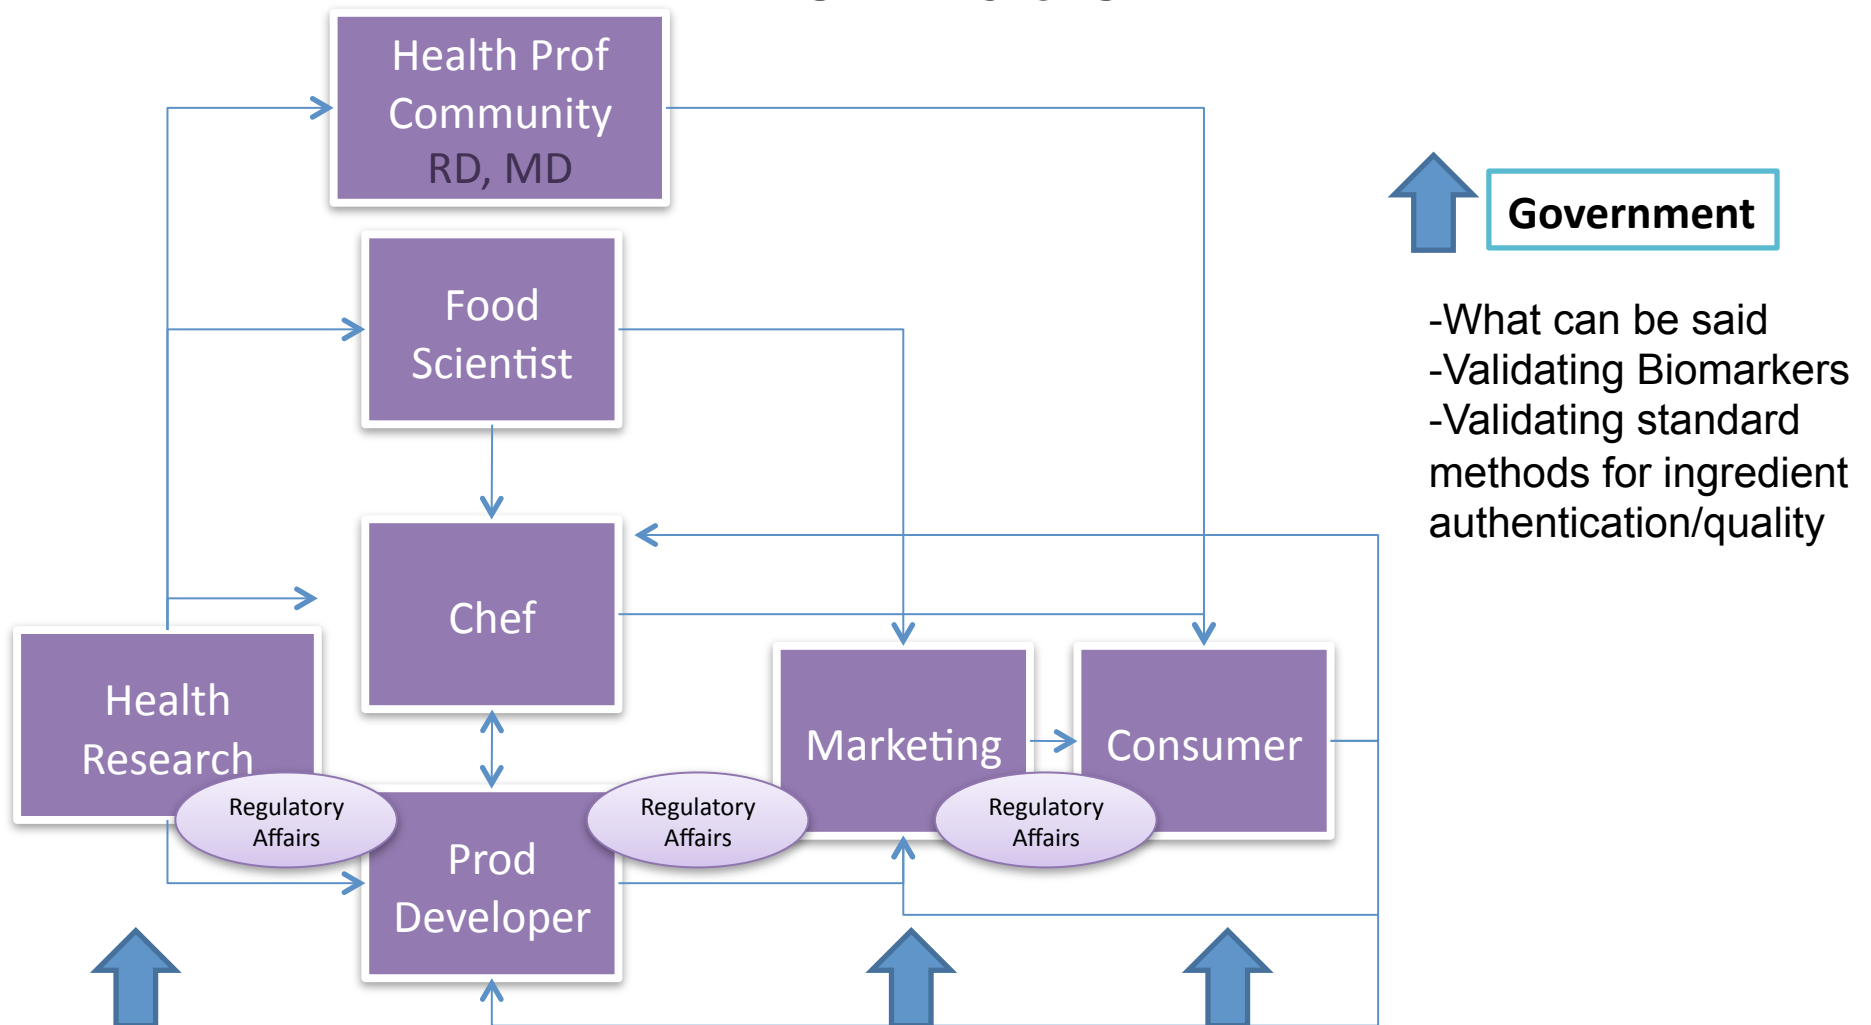 Health Prof
Community
RD, MD
Food
Scientist
Chef
Health
Research
Marketing
Consumer
Regulatory
Affairs
Regulatory
Affairs
Regulatory
Affairs
Prod
Developer
Government
-What can be said
-Validating Biomarkers
-Validating standard
methods for ingredient
authentication/quality